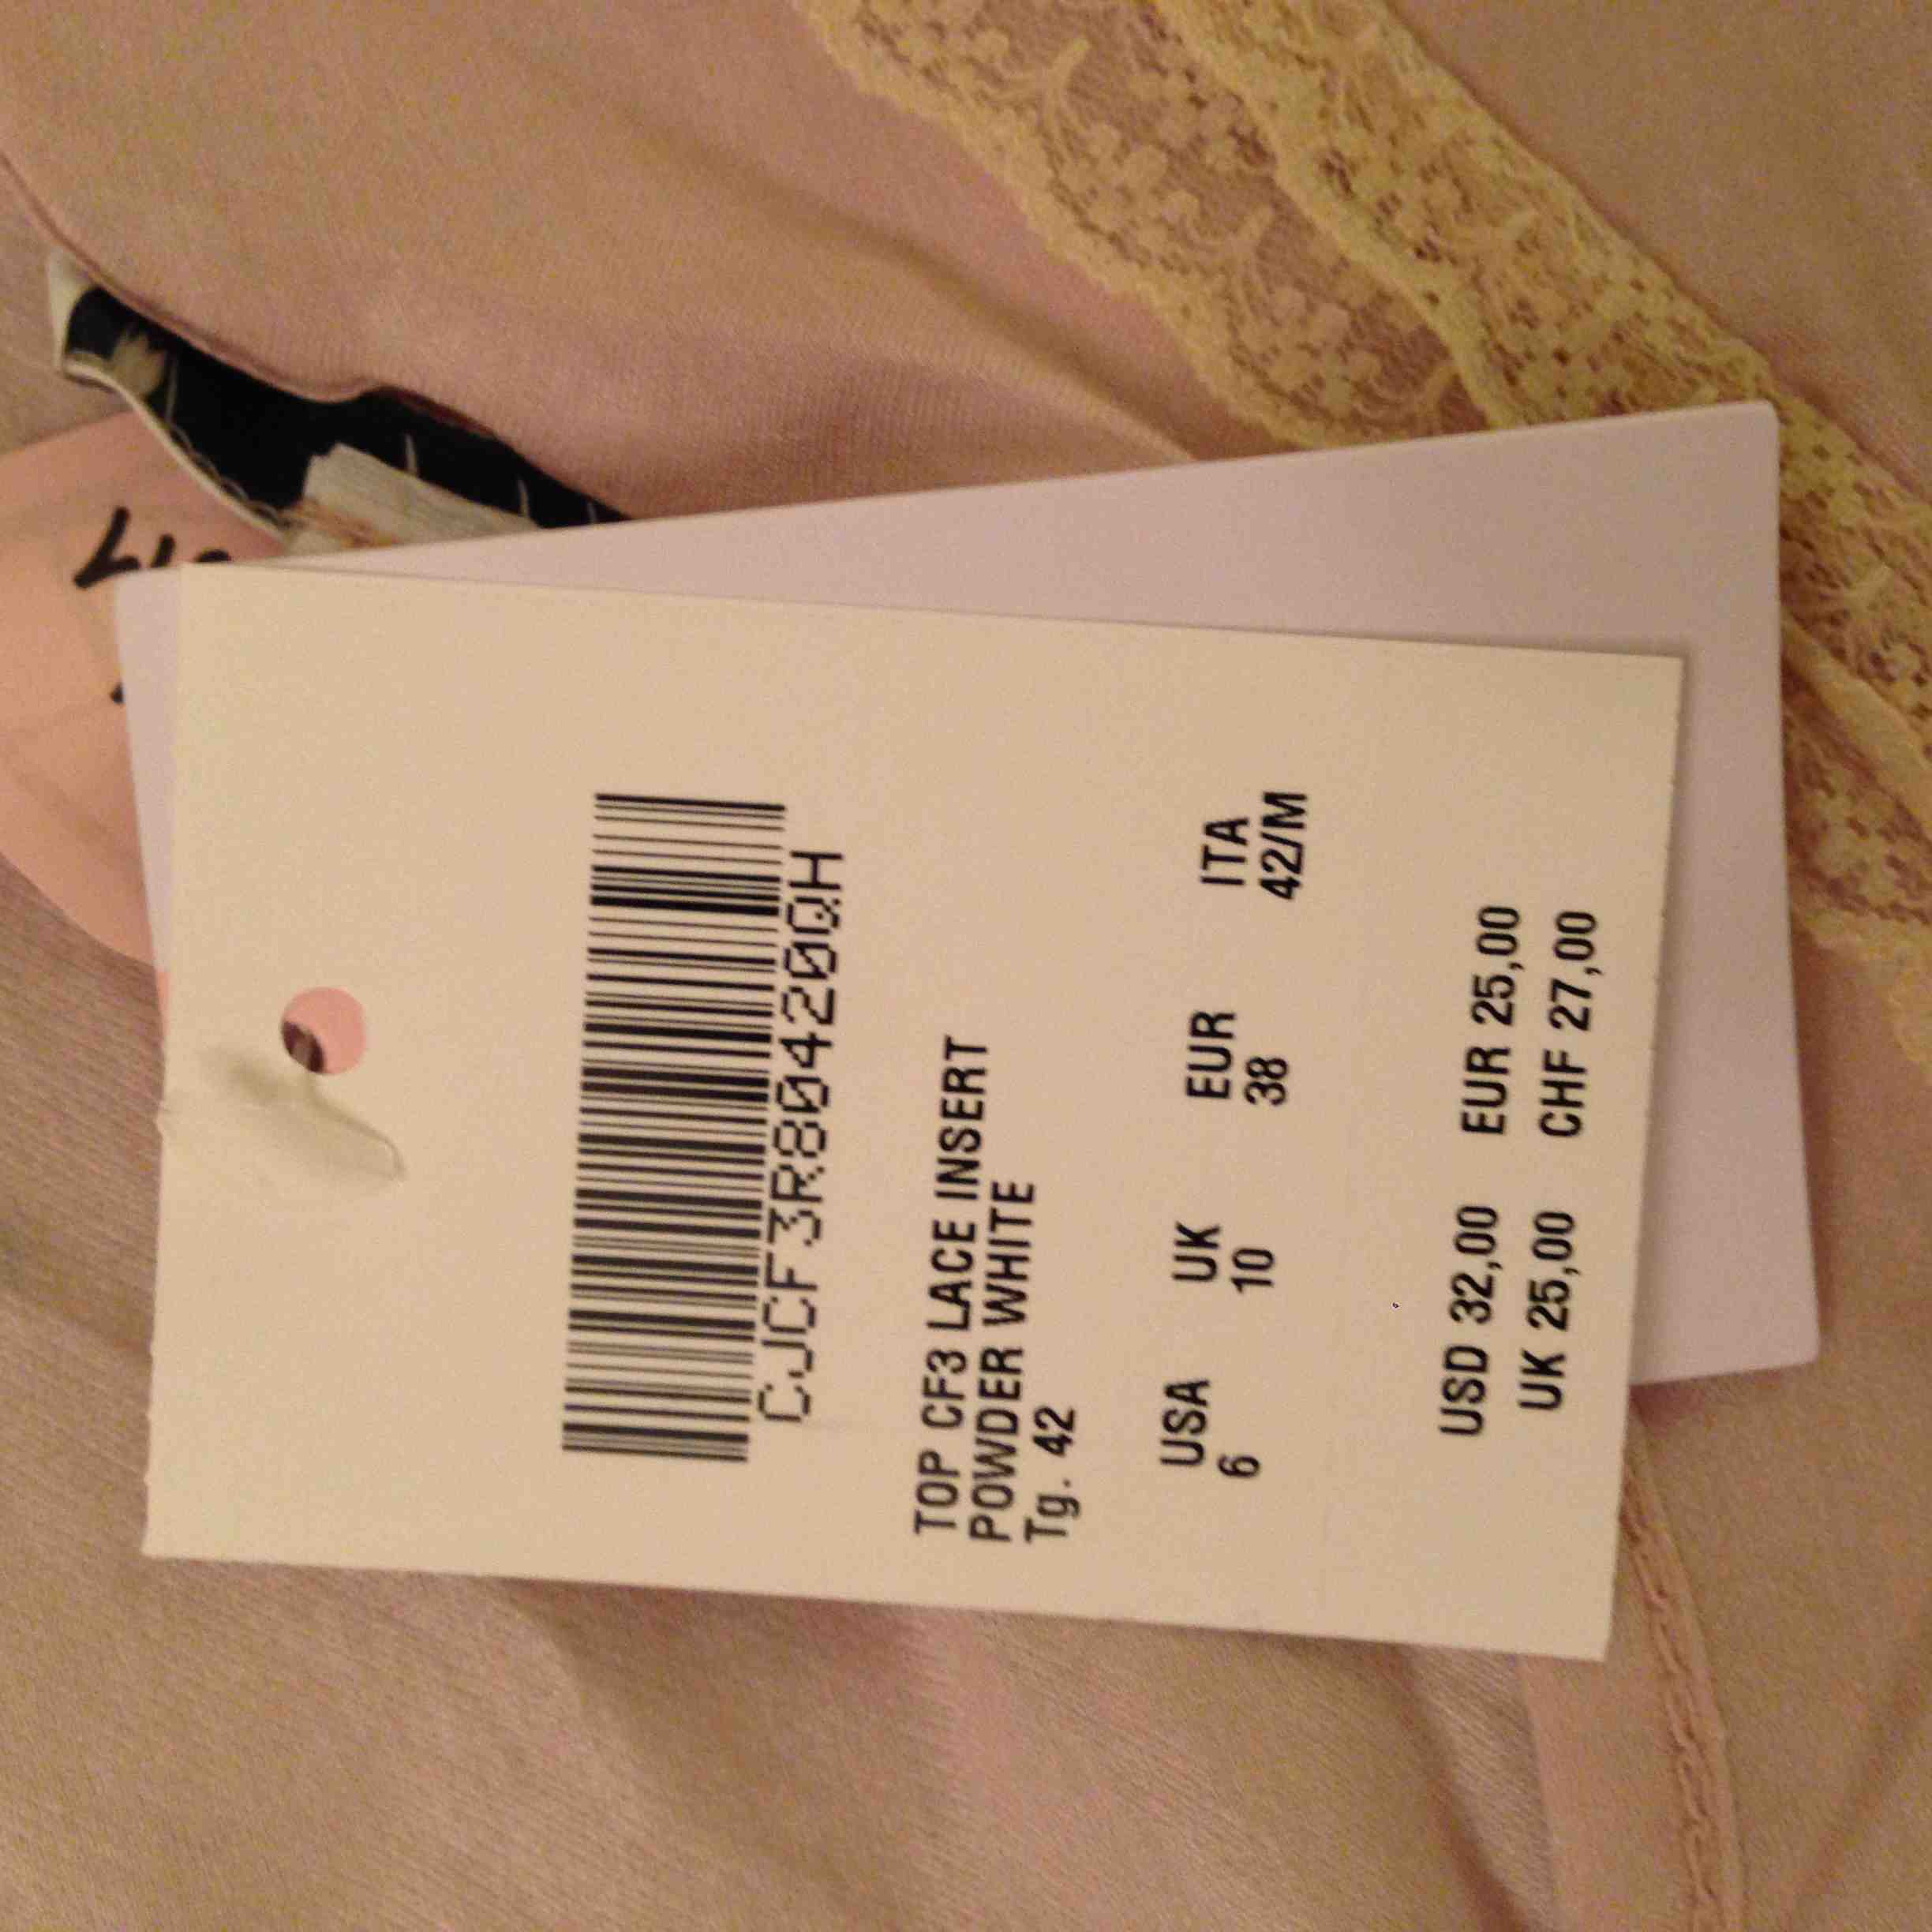 CJCF3R80420QH
TOP CF3 LACE INSERT
POWDER WHITE
Tg. 42
USA UK EUR ITA
6 10 38 42/M
USD 32,00 EUR 25,00
UK 25,00 CHF 27,00